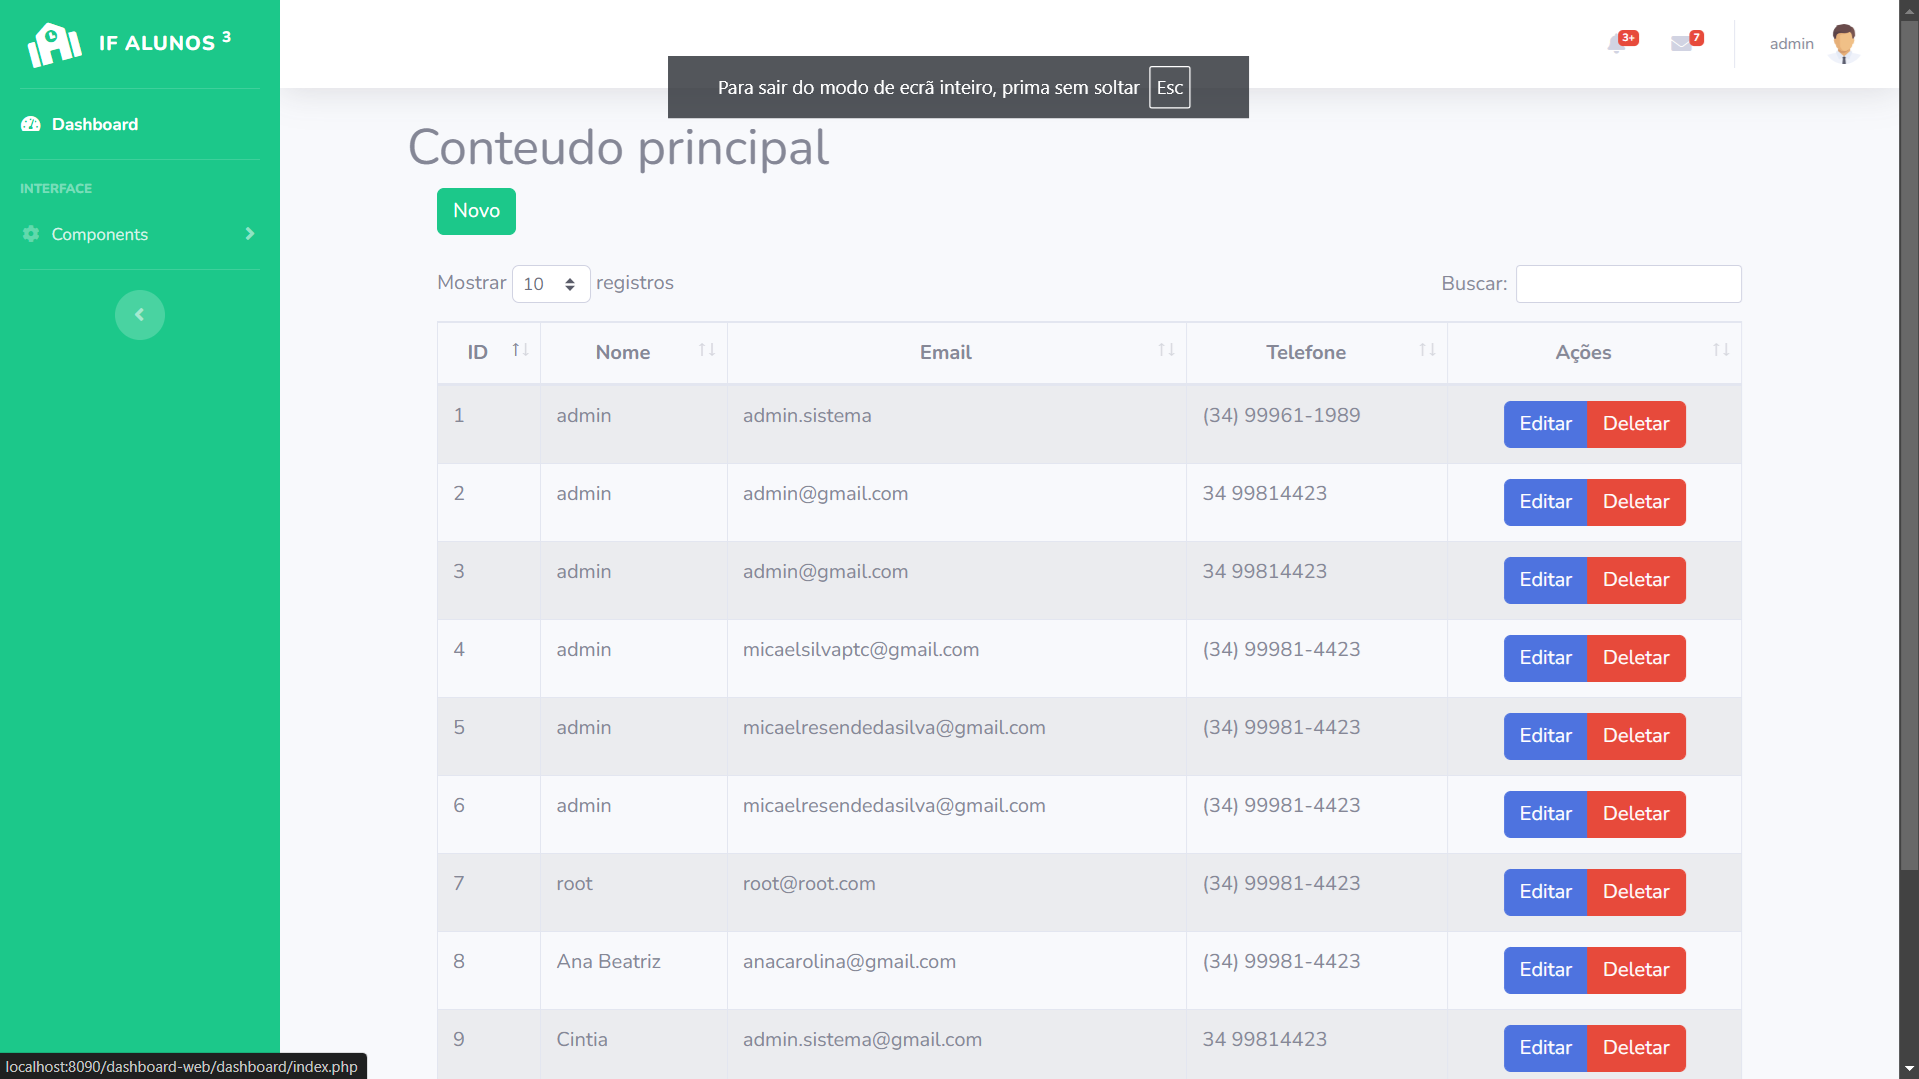 IF ALUNOS 3
3+
7
admin
Para sair do modo de ecrã inteiro, prima sem soltar Esc
Dashboard
INTERFACE
Components
Conteudo principal
Novo
Mostrar 10 registros
Buscar:
ID Nome Email Telefone Ações
1 admin admin.sistema (34) 99961-1989 Editar Deletar
2 admin admin@gmail.com 34 99814423 Editar Deletar
3 admin admin@gmail.com 34 99814423 Editar Deletar
4 admin micaelsilvaptc@gmail.com (34) 99981-4423 Editar Deletar
5 admin micaelresendedasilva@gmail.com (34) 99981-4423 Editar Deletar
6 admin micaelresendedasilva@gmail.com (34) 99981-4423 Editar Deletar
7 root root@root.com (34) 99981-4423 Editar Deletar
8 Ana Beatriz anacarolina@gmail.com (34) 99981-4423 Editar Deletar
9 Cintia admin.sistema@gmail.com 34 99814423 Editar Deletar
localhost:8090/dashboard-web/dashboard/index.php